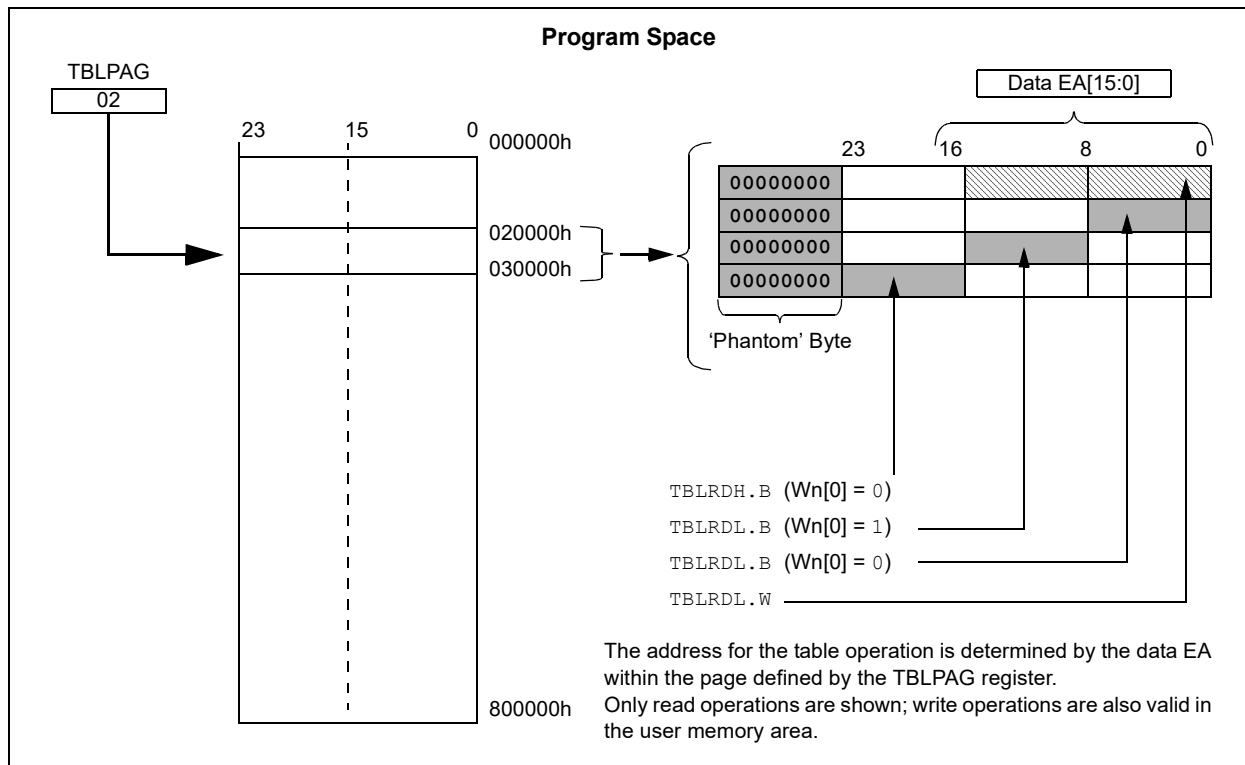 Program Space
TBLPAG
02
23 15 0
000000h
020000h
030000h
800000h
Data EA[15:0]
23 16 8 0
00000000
00000000
00000000
00000000
‘Phantom’ Byte
TBLRDH.B (Wn[0] = 0)
TBLRDL.B (Wn[0] = 1)
TBLRDL.B (Wn[0] = 0)
TBLRDL.W
The address for the table operation is determined by the data EA
within the page defined by the TBLPAG register.
Only read operations are shown; write operations are also valid in
the user memory area.